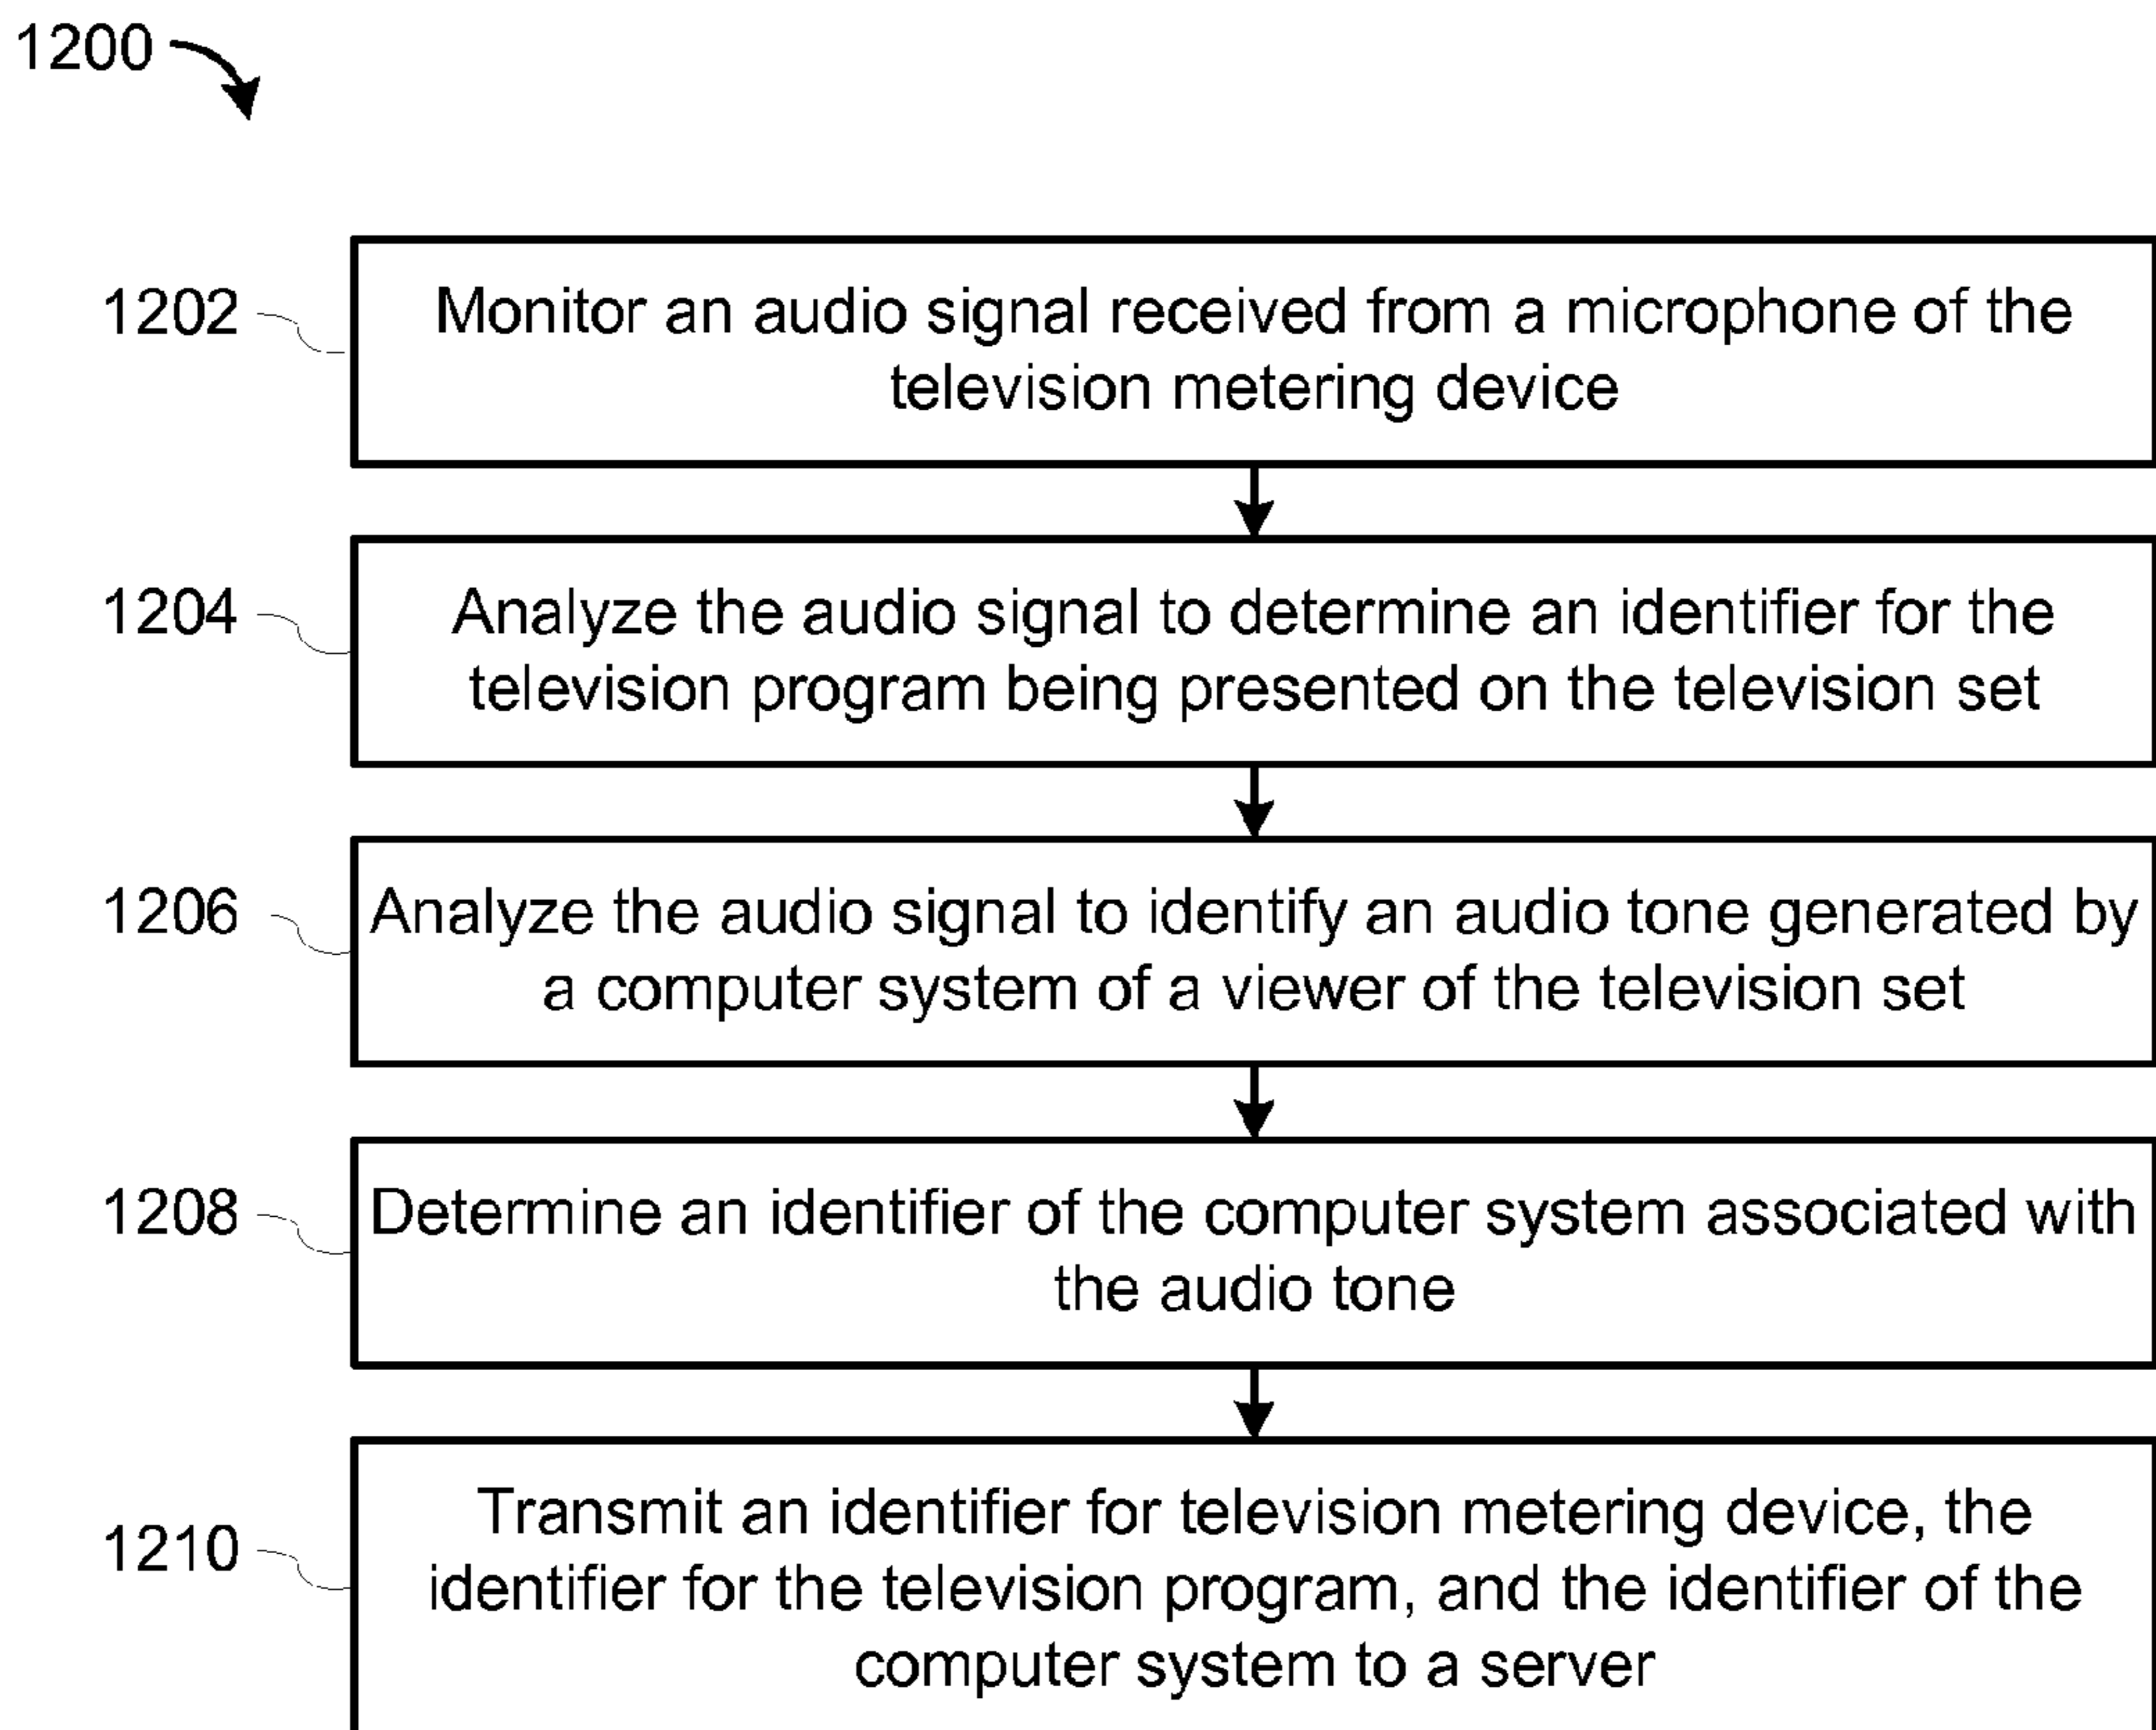 1200
1202
Monitor an audio signal received from a microphone of the
television metering device
1204
Analyze the audio signal to determine an identifier for the
television program being presented on the television set
1206
Analyze the audio signal to identify an audio tone generated by
a computer system of a viewer of the television set
1208
Determine an identifier of the computer system associated with
the audio tone
1210
Transmit an identifier for television metering device, the
identifier for the television program, and the identifier of the
computer system to a server